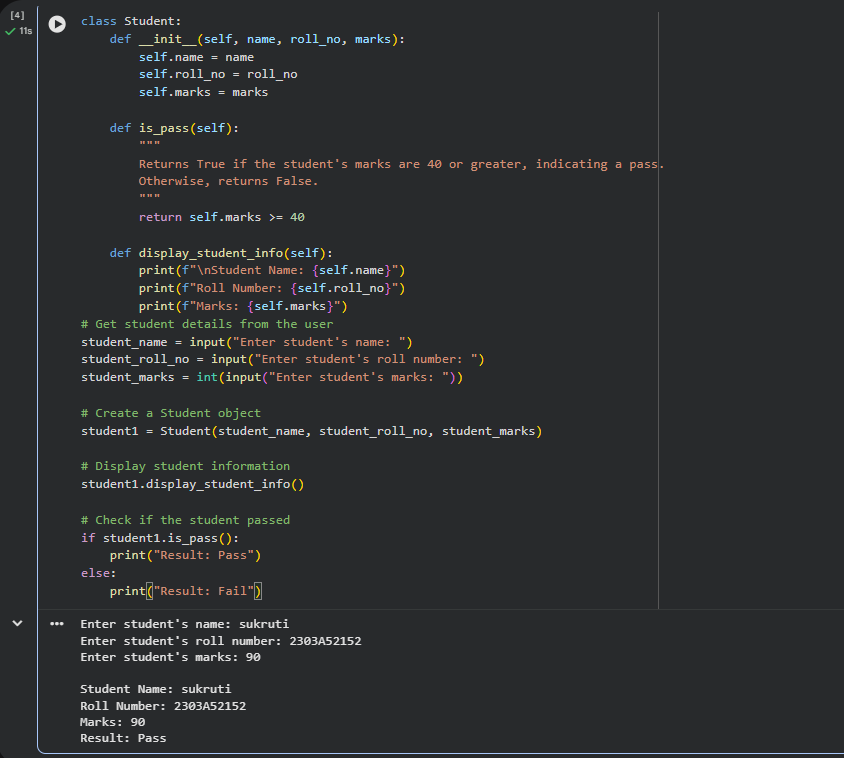 [4]
11s
class Student:
    def __init__(self, name, roll_no, marks):
        self.name = name
        self.roll_no = roll_no
        self.marks = marks

    def is_pass(self):
        """
        Returns True if the student's marks are 40 or greater, indicating a pass.
        Otherwise, returns False.
        """
        return self.marks >= 40

    def display_student_info(self):
        print(f"\nStudent Name: {self.name}")
        print(f"Roll Number: {self.roll_no}")
        print(f"Marks: {self.marks}")
# Get student details from the user
student_name = input("Enter student's name: ")
student_roll_no = input("Enter student's roll number: ")
student_marks = int(input("Enter student's marks: "))

# Create a Student object
student1 = Student(student_name, student_roll_no, student_marks)

# Display student information
student1.display_student_info()

# Check if the student passed
if student1.is_pass():
    print("Result: Pass")
else:
    print("Result: Fail")
Enter student's name: sukruti
Enter student's roll number: 2303A52152
Enter student's marks: 90

Student Name: sukruti
Roll Number: 2303A52152
Marks: 90
Result: Pass